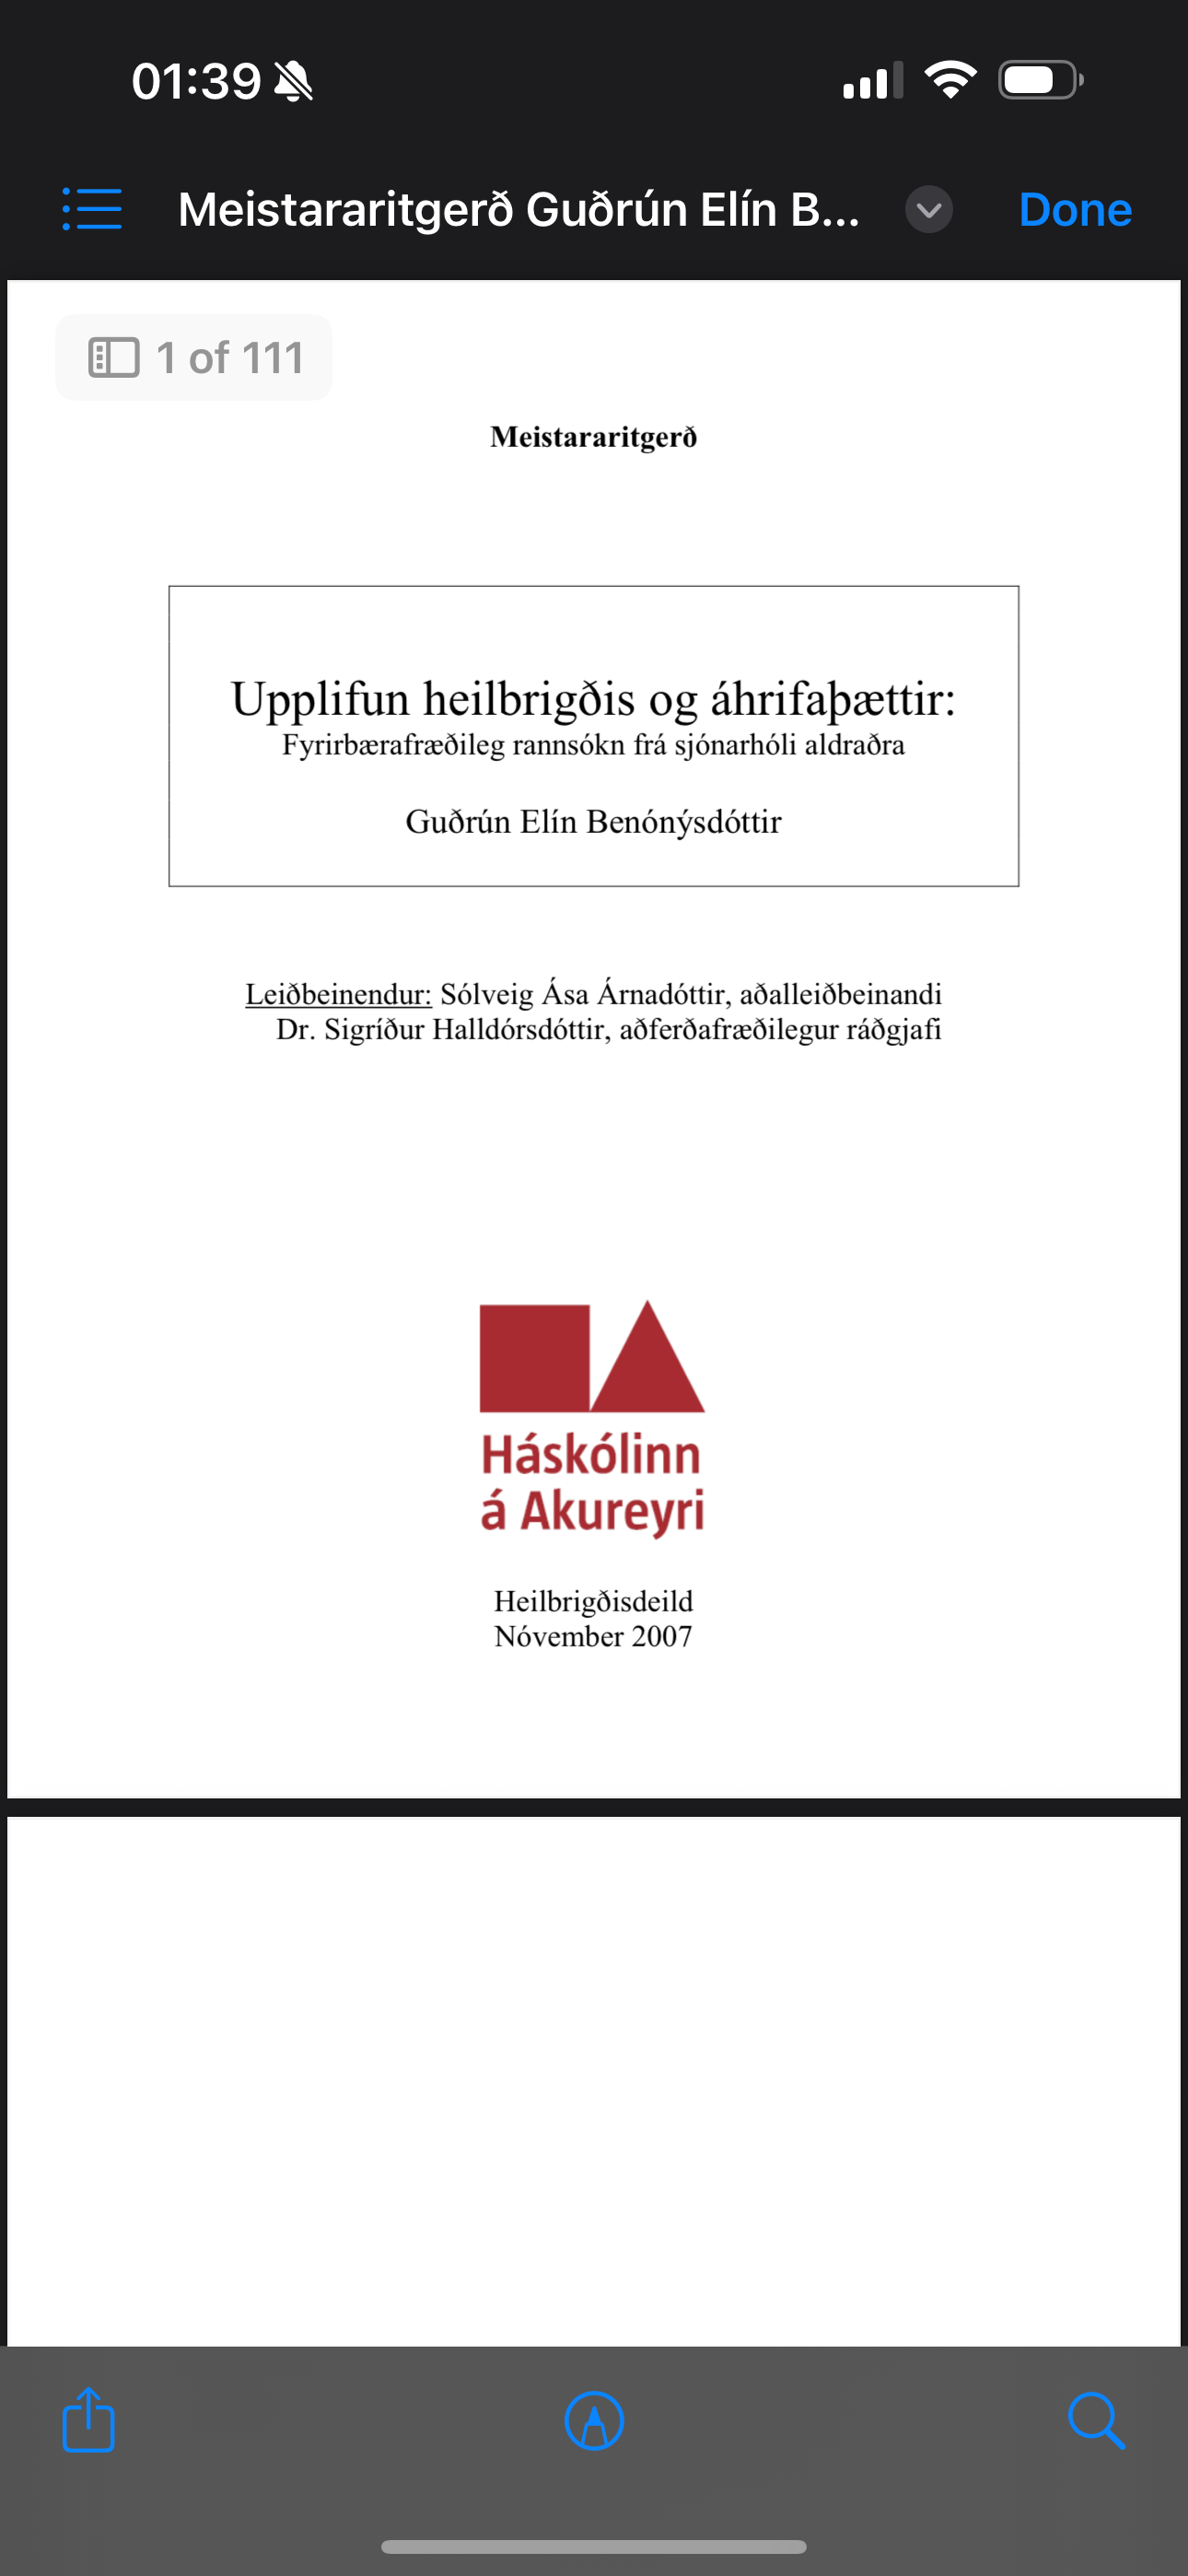 01:39
Meistararitgerð Guðrún Elín B...
Done
1 of 111
Meistararitgerð
Upplifun heilbrigðis og áhrifaþættir:
Fyrirbærafræðileg rannsókn frá sjónarhóli aldraðra
Guðrún Elín Benónýsdóttir
Leiðbeinendur: Sólveig Ása Árnadóttir, aðalleiðbeinandi
Dr. Sigríður Halldórsdóttir, aðferðafræðilegur ráðgjafi
Háskólinn
á Akureyri
Heilbrigðisdeild
Nóvember 2007